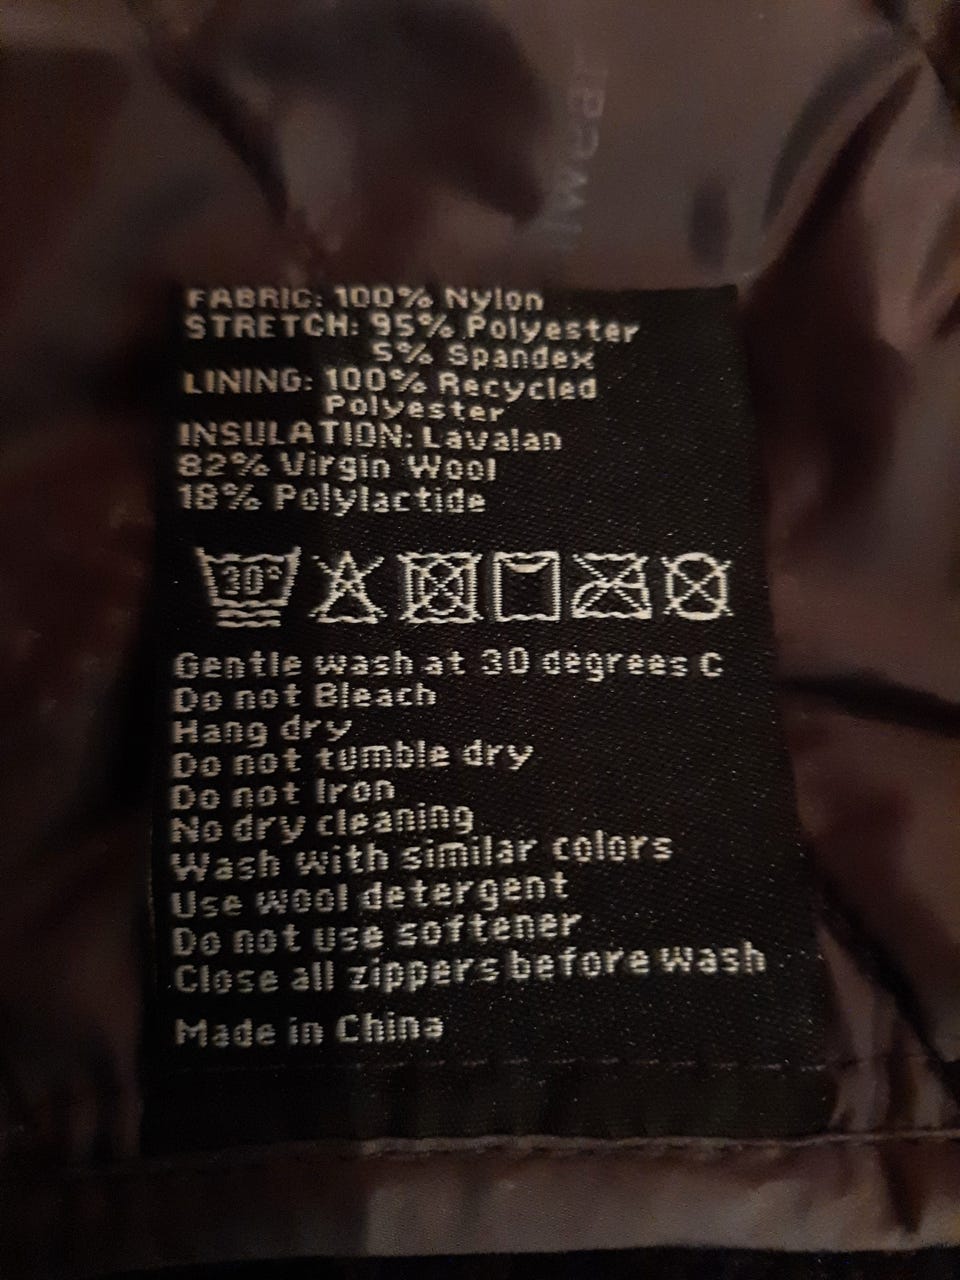 FABRIC: 100% Nylon
STRETCH: 95% Polyester
5% Spandex
LINING: 100% Recycled
Polyester
INSULATION: Lavalan
82% Virgin Wool
18% Polylactide
30°
Gentle wash at 30 degrees C
Do not Bleach
Hang dry
Do not tumble dry
Do not Iron
No dry cleaning
Wash with similar colors
Use wool detergent
Do not use softener
Close all zippers before wash
Made in China